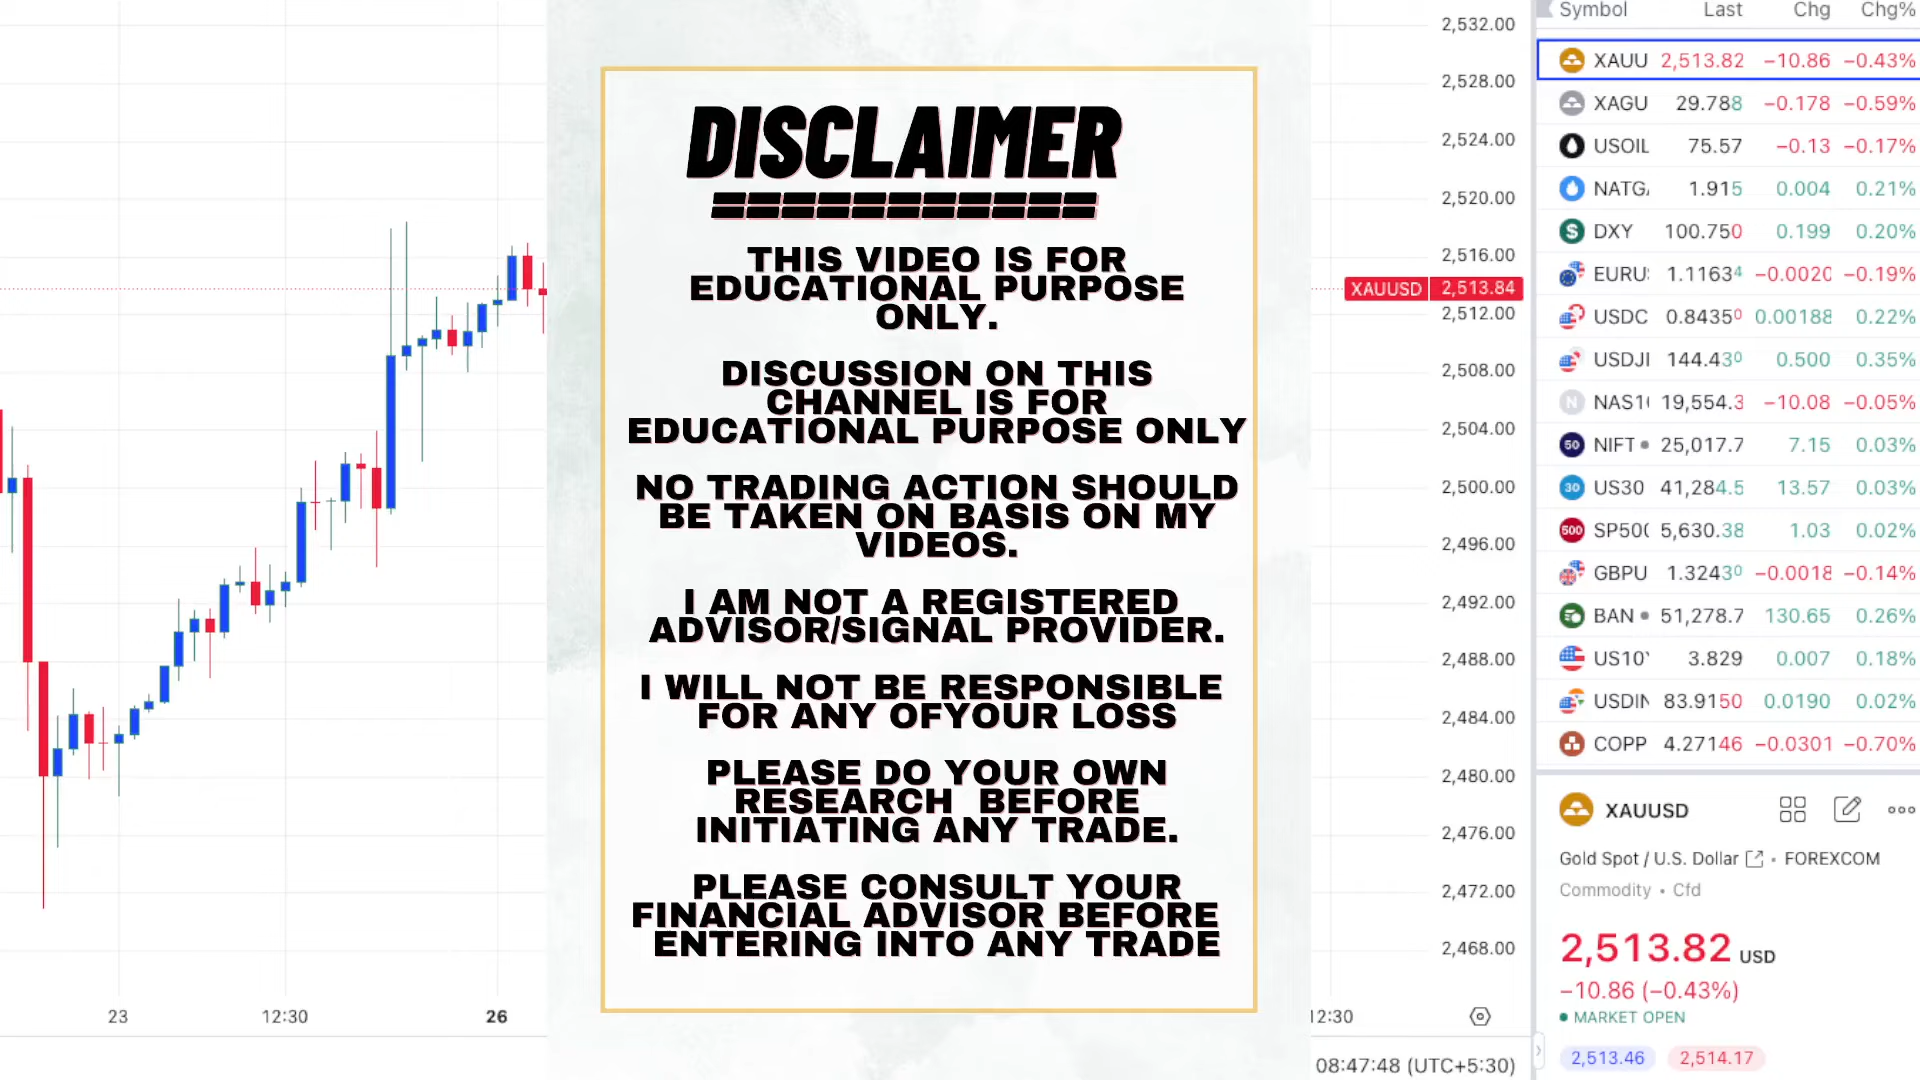 DISCLAIMER
===========
THIS VIDEO IS FOR
EDUCATIONAL PURPOSE
ONLY.
DISCUSSION ON THIS
CHANNEL IS FOR
EDUCATIONAL PURPOSE ONLY
NO TRADING ACTION SHOULD
BE TAKEN ON BASIS ON MY
VIDEOS.
I AM NOT A REGISTERED
ADVISOR/SIGNAL PROVIDER.
I WILL NOT BE RESPONSIBLE
FOR ANY OFYOUR LOSS
PLEASE DO YOUR OWN
RESEARCH BEFORE
INITIATING ANY TRADE.
PLEASE CONSULT YOUR
FINANCIAL ADVISOR BEFORE
ENTERING INTO ANY TRADE
23 12:30 26
2,532.00
2,528.00
2,524.00
2,520.00
2,516.00
XAUUSD 2,513.84
2,512.00
2,508.00
2,504.00
2,500.00
2,496.00
2,492.00
2,488.00
2,484.00
2,480.00
2,476.00
2,472.00
2,468.00
12:30
08:47:48 (UTC+5:30)
Symbol Last Chg Chg%
XAUU 2,513.82 −10.86 −0.43%
XAGU 29.788 −0.178 −0.59%
USOIL 75.57 −0.13 −0.17%
NATG 1.915 0.004 0.21%
DXY 100.750 0.199 0.20%
EURU 1.11634 −0.0020 −0.19%
USDC 0.84350 0.00188 0.22%
USDJ 144.430 0.500 0.35%
N NAS1 19,554.3 −10.08 −0.05%
50 NIFT 25,017.7 7.15 0.03%
30 US30 41,284.5 13.57 0.03%
500 SP50 5,630.38 1.03 0.02%
GBPU 1.32430 −0.0018 −0.14%
BAN 51,278.7 130.65 0.26%
US10 3.829 0.007 0.18%
USDIN 83.9150 0.0190 0.02%
COPP 4.27146 −0.0301 −0.70%
XAUUSD
Gold Spot / U.S. Dollar • FOREXCOM
Commodity • Cfd
2,513.82 USD
−10.86 (−0.43%)
MARKET OPEN
2,513.46 2,514.17